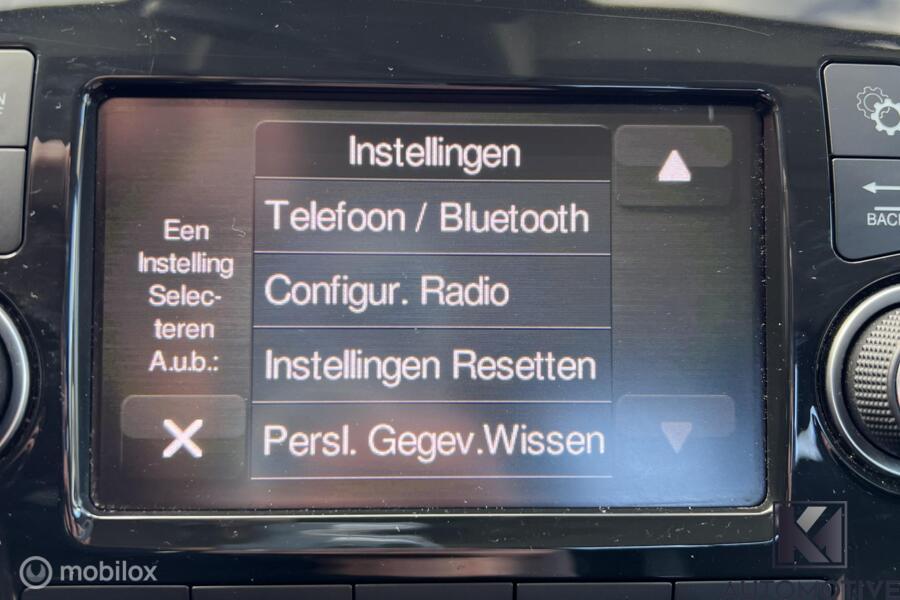 Instellingen
Een
Instelling
Selec-
teren
A.u.b.:
Telefoon / Bluetooth
Configur. Radio
Instellingen Resetten
Persl. Gegev.Wissen
BACK
mobilox
AUTOMOTIVE